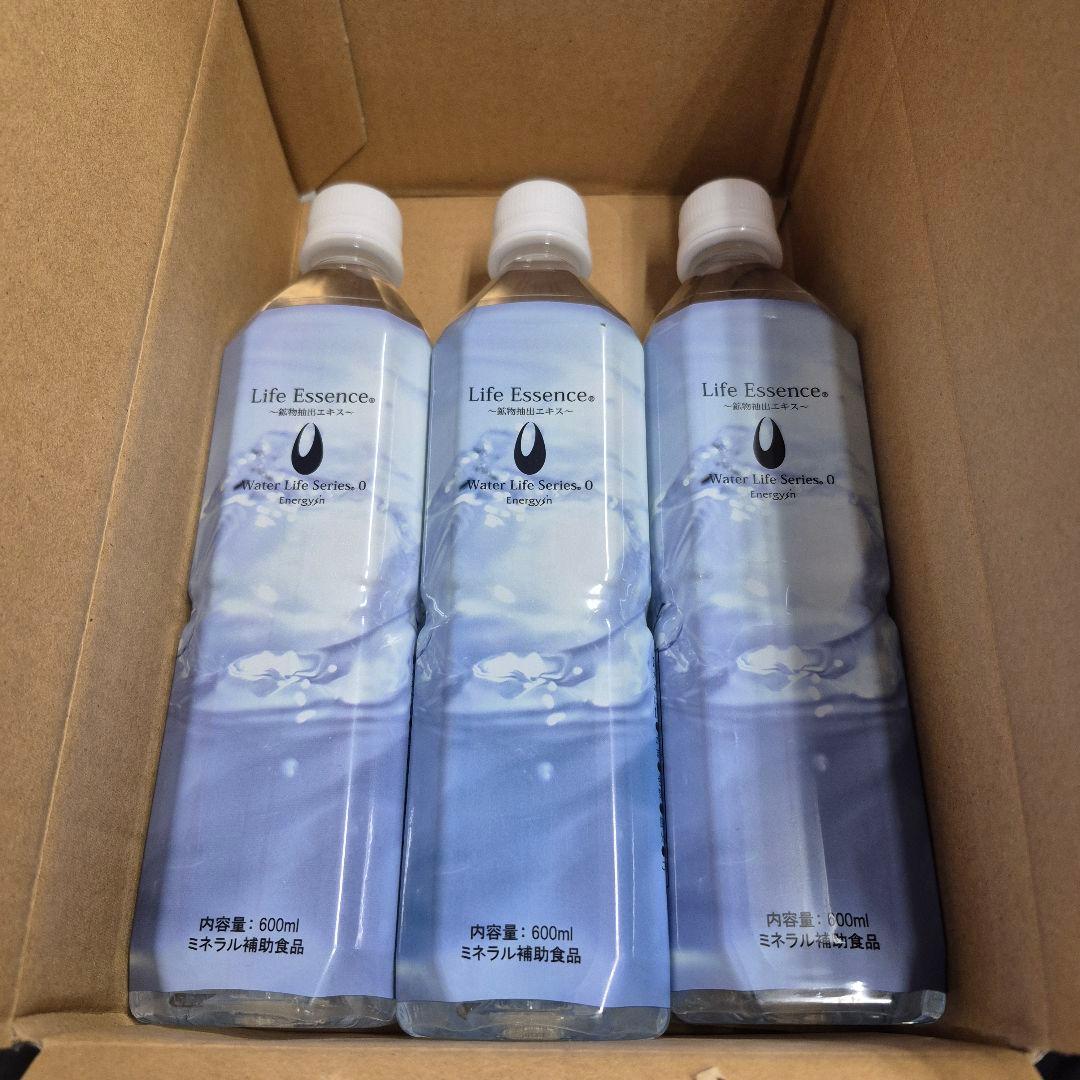 Life Essence®
～鉱物抽出エキス～
Water Life Series® 0
Energysin
内容量：600ml
ミネラル補助食品
Life Essence®
～鉱物抽出エキス～
Water Life Series® 0
Energysin
内容量：600ml
ミネラル補助食品
Life Essence®
～鉱物抽出エキス～
Water Life Series® 0
Energysin
内容量：600ml
ミネラル補助食品